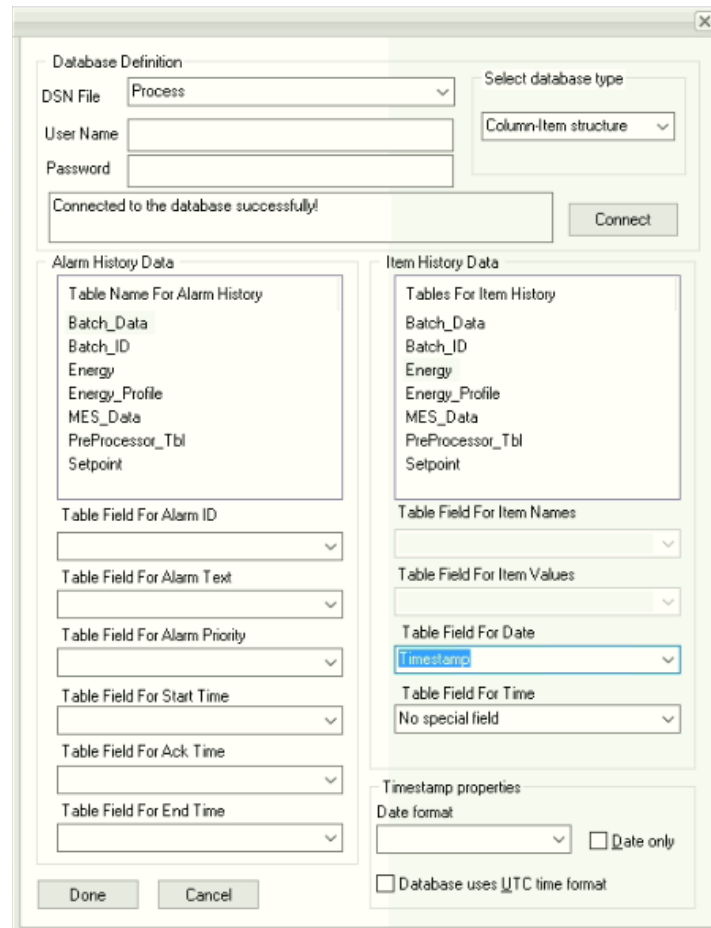 Database Definition
DSN File
Process
Select database type
Column-Item structure
User Name
Password
Connected to the database successfully!
Connect
Alarm History Data
Table Name For Alarm History
Batch_Data
Batch_ID
Energy
Energy_Profile
MES_Data
PreProcessor_Tbl
Setpoint
Table Field For Alarm ID
Table Field For Alarm Text
Table Field For Alarm Priority
Table Field For Start Time
Table Field For Ack Time
Table Field For End Time
Item History Data
Tables For Item History
Batch_Data
Batch_ID
Energy
Energy_Profile
MES_Data
PreProcessor_Tbl
Setpoint
Table Field For Item Names
Table Field For Item Values
Table Field For Date
Timestamp
Table Field For Time
No special field
Timestamp properties
Date format
Date only
Database uses UTC time format
Done
Cancel